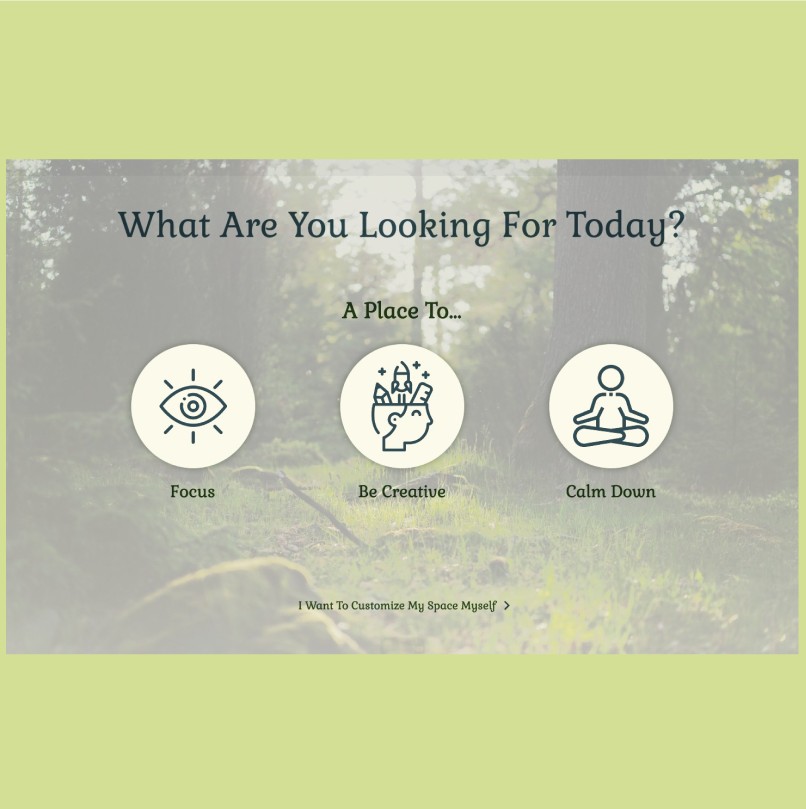 What Are You Looking For Today?
A Place To...
Focus
Be Creative
Calm Down
I Want To Customize My Space Myself